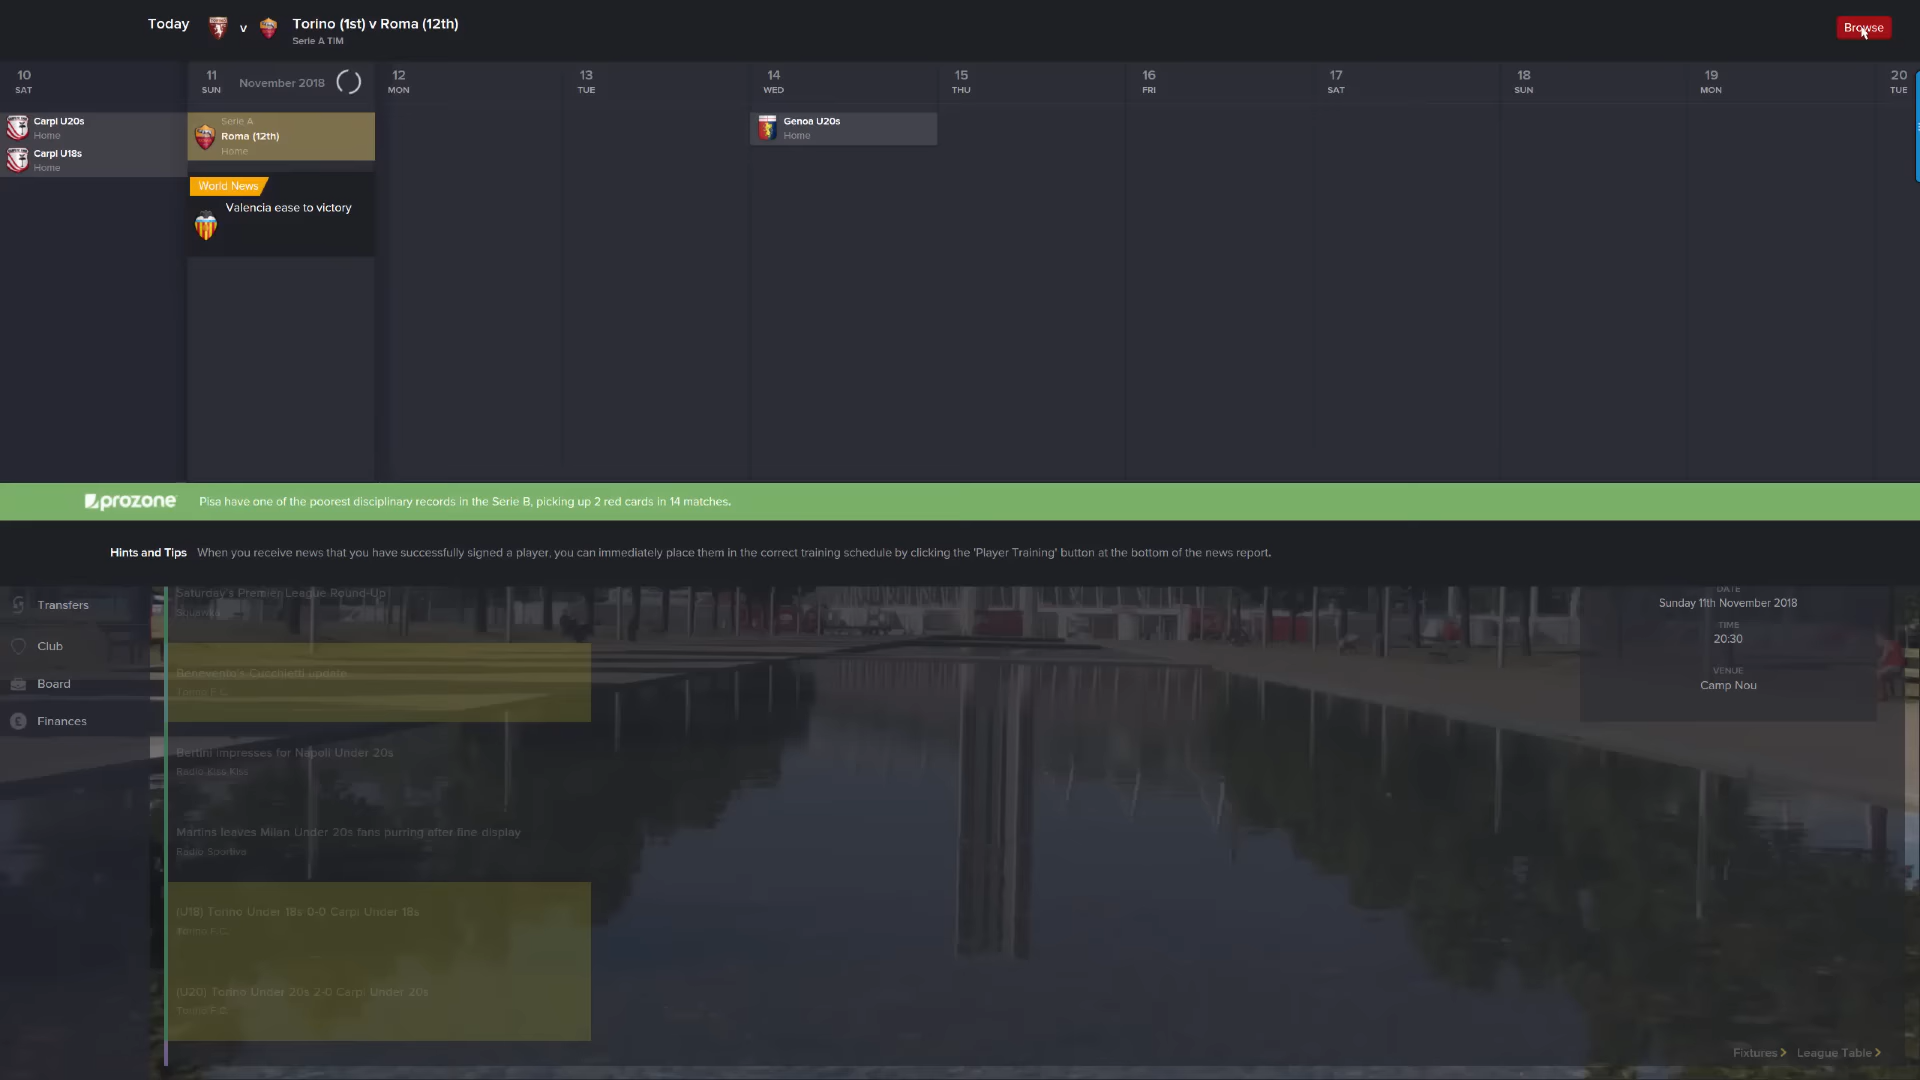 Today v Torino (1st) v Roma (12th)
Serie A TIM
Browse
10 SAT
11 SUN
November 2018
12 MON
13 TUE
14 WED
15 THU
16 FRI
17 SAT
18 SUN
19 MON
20 TUE
Carpi U20s
Home
Carpi U18s
Home
Serie A
Roma (12th)
Home
World News
Valencia ease to victory
Genoa U20s
Home
prozone Pisa have one of the poorest disciplinary records in the Serie B, picking up 2 red cards in 14 matches.
Hints and Tips When you receive news that you have successfully signed a player, you can immediately place them in the correct training schedule by clicking the 'Player Training' button at the bottom of the news report.
Transfers
Club
Board
Finances
Saturday's Premier League Round-Up
Squawka
Benevento's Cucchietti update
Torino F.C.
Bertini impresses for Napoli Under 20s
Radio Kiss Kiss
Martins leaves Milan Under 20s fans purring after fine display
Radio Sportiva
(U18) Torino Under 18s 0-0 Carpi Under 18s
Torino F.C.
(U20) Torino Under 20s 2-0 Carpi Under 20s
Torino F.C.
DATE
Sunday 11th November 2018
TIME
20:30
VENUE
Camp Nou
Fixtures
League Table